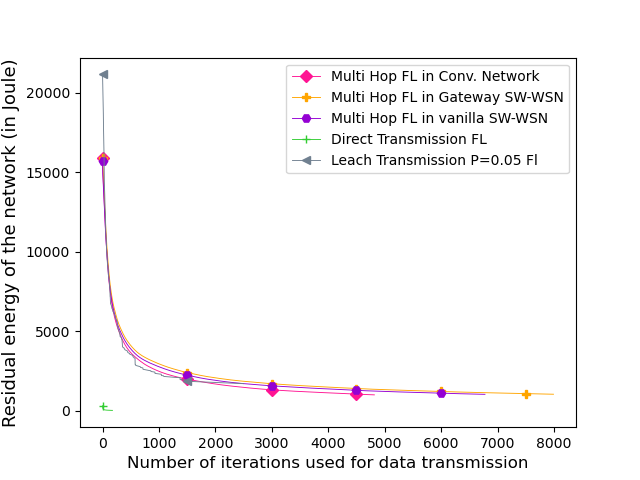 Multi Hop FL in Conv. Network
Multi Hop FL in Gateway SW-WSN
Multi Hop FL in vanilla SW-WSN
Direct Transmission FL
Leach Transmission P=0.05 Fl
Residual energy of the network (in Joule)
20000
15000
10000
5000
0
0 1000 2000 3000 4000 5000 6000 7000 8000
Number of iterations used for data transmission